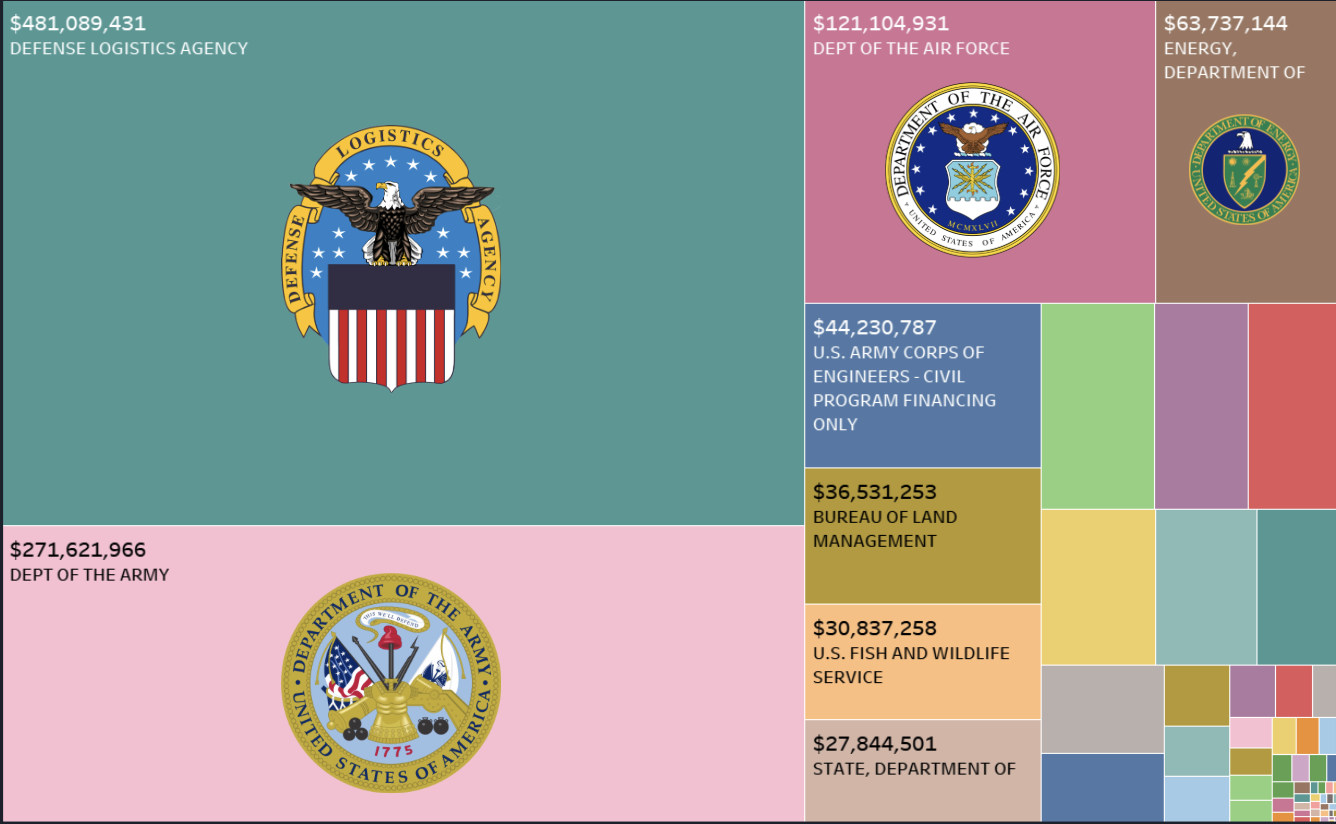 $481,089,431
DEFENSE LOGISTICS AGENCY
LOGISTICS
DEFENSE
AGENCY
$271,621,966
DEPT OF THE ARMY
DEPARTMENT OF THE ARMY
THIS WE'LL DEFEND
1775
UNITED STATES OF AMERICA
$121,104,931
DEPT OF THE AIR FORCE
DEPARTMENT OF THE AIR FORCE
MCMXLVII
UNITED STATES OF AMERICA
$63,737,144
ENERGY,
DEPARTMENT OF
DEPARTMENT OF ENERGY
UNITED STATES OF AMERICA
$44,230,787
U.S. ARMY CORPS OF
ENGINEERS - CIVIL
PROGRAM FINANCING
ONLY
$36,531,253
BUREAU OF LAND
MANAGEMENT
$30,837,258
U.S. FISH AND WILDLIFE
SERVICE
$27,844,501
STATE, DEPARTMENT OF